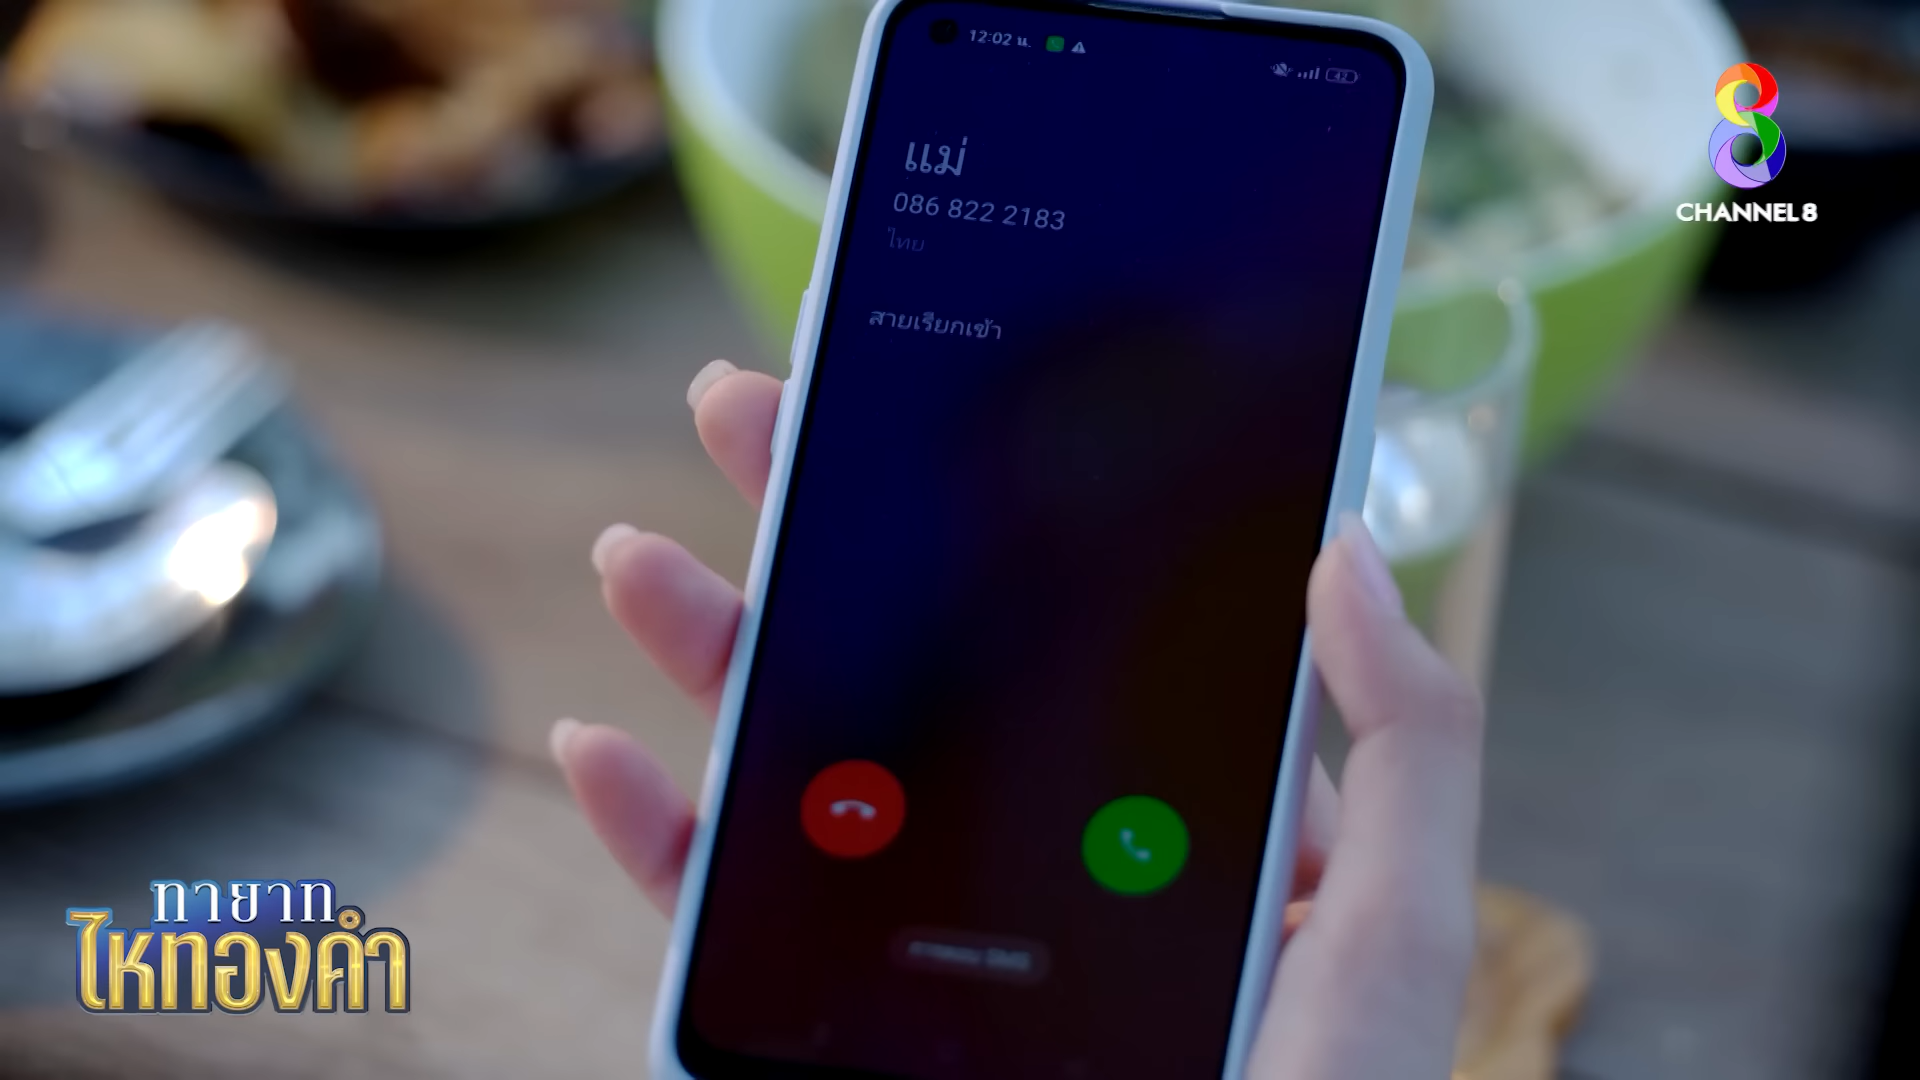 12:02 น.
42
แม่
086 822 2183
ไทย
สายเรียกเข้า
CHANNEL 8
ทายาท
ไหทองคำ